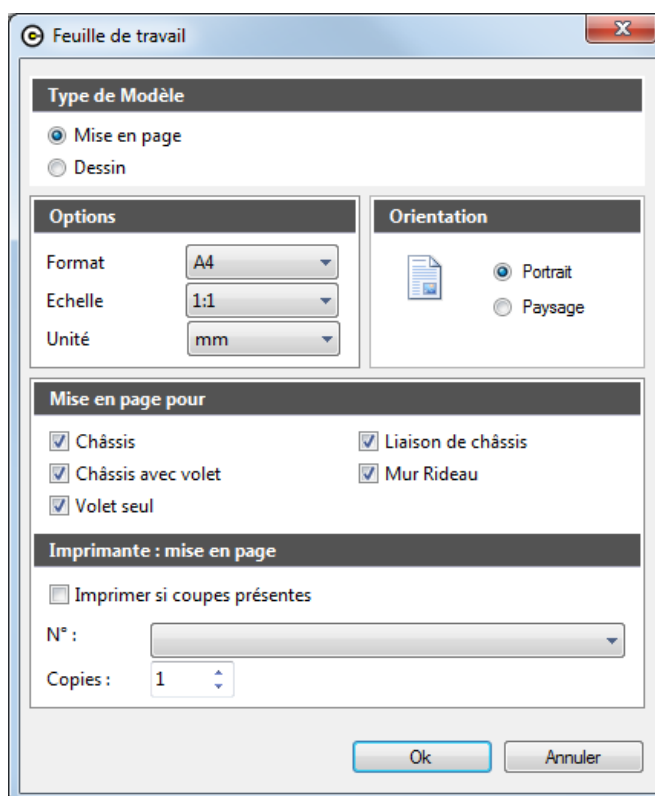 Feuille de travail
Type de Modèle
Mise en page
Dessin
Options
Format A4
Echelle 1:1
Unité mm
Orientation
Portrait
Paysage
Mise en page pour
Châssis
Liaison de châssis
Châssis avec volet
Mur Rideau
Volet seul
Imprimante : mise en page
Imprimer si coupes présentes
N° :
Copies : 1
Ok Annuler